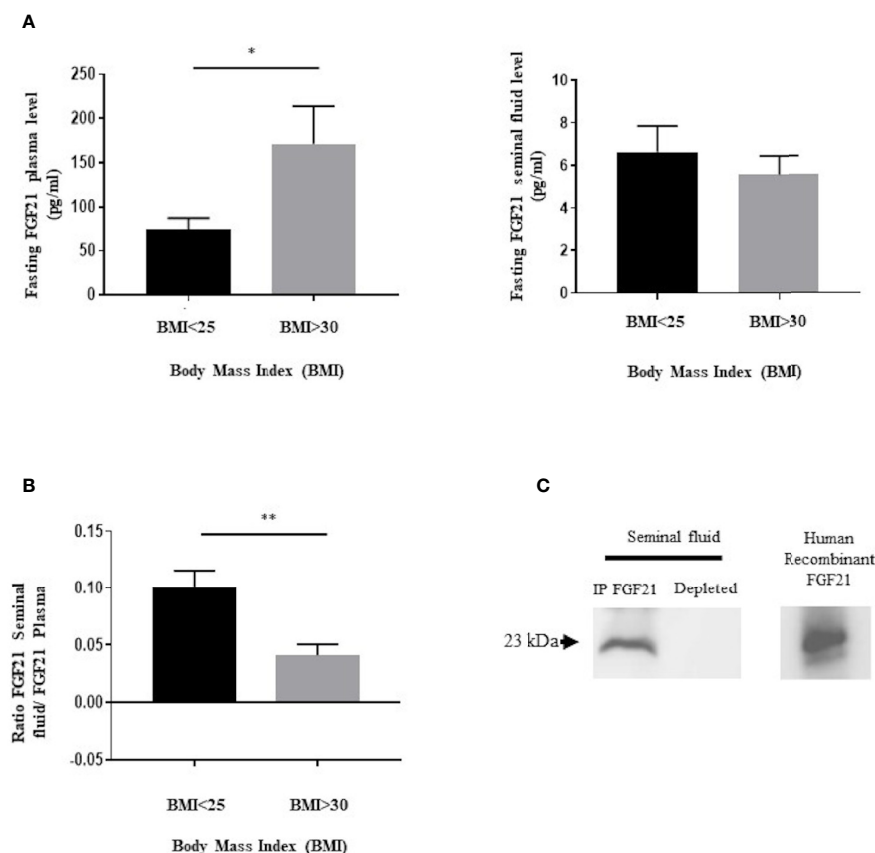 A
*
250
200
150
100
50
0
Fasting FGF21 plasma level
(pg/ml)
BMI<25 BMI>30
Body Mass Index (BMI)
10
8
6
4
2
0
Fasting FGF21 seminal fluid level
(pg/ml)
BMI<25 BMI>30
Body Mass Index (BMI)
B
**
0.15
0.10
0.05
0.00
-0.05
Ratio FGF21 Seminal
fluid/ FGF21 Plasma
BMI<25 BMI>30
Body Mass Index (BMI)
C
Seminal fluid
IP FGF21 Depleted
Human
Recombinant
FGF21
23 kDa